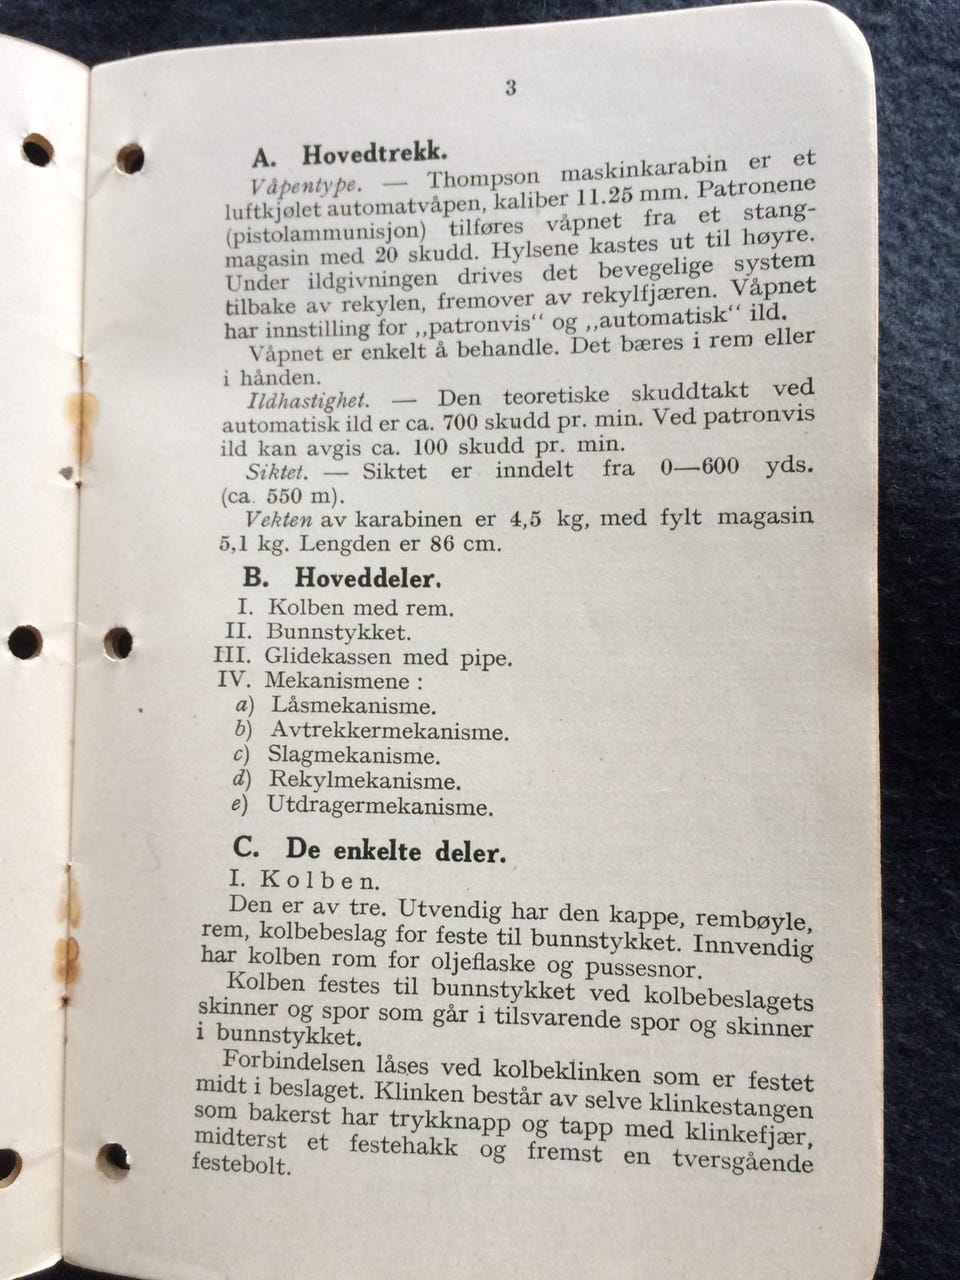 3
A. Hovedtrekk.
Våpentype. — Thompson maskinkarabin er et
luftkjølet automatvåpen, kaliber 11.25 mm. Patronene
(pistolammunisjon) tilføres våpnet fra et stang-
magasin med 20 skudd. Hylsene kastes ut til høyre.
Under ildgivningen drives det bevegelige system
tilbake av rekylen, fremover av rekylfjæren. Våpnet
har innstilling for „patronvis“ og „automatisk“ ild.
Våpnet er enkelt å behandle. Det bæres i rem eller
i hånden.
Ildhastighet. — Den teoretiske skuddtakt ved
automatisk ild er ca. 700 skudd pr. min. Ved patronvis
ild kan avgis ca. 100 skudd pr. min.
Siktet. — Siktet er inndelt fra 0—600 yds.
(ca. 550 m).
Vekten av karabinen er 4,5 kg, med fylt magasin
5,1 kg. Lengden er 86 cm.
B. Hoveddeler.
I. Kolben med rem.
II. Bunnstykket.
III. Glidekassen med pipe.
IV. Mekanismene :
a) Låsmekanisme.
b) Avtrekkermekanisme.
c) Slagmekanisme.
d) Rekylmekanisme.
e) Utdragermekanisme.
C. De enkelte deler.
I. Kolben.
Den er av tre. Utvendig har den kappe, rembøyle,
rem, kolbebeslag for feste til bunnstykket. Innvendig
har kolben rom for oljeflaske og pussesnor.
Kolben festes til bunnstykket ved kolbebeslagets
skinner og spor som går i tilsvarende spor og skinner
i bunnstykket.
Forbindelsen låses ved kolbeklinken som er festet
midt i beslaget. Klinken består av selve klinkestangen
som bakerst har trykknapp og tapp med klinkefjær,
midterst et festehakk og fremst en tversgående
festebolt.